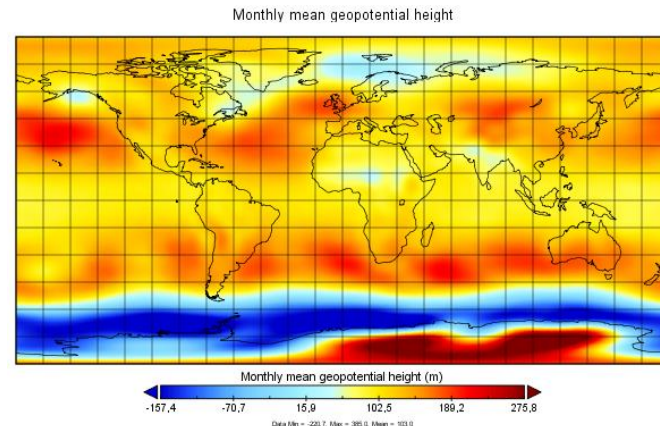 Monthly mean geopotential height
Monthly mean geopotential height (m)
-157,4 -70,7 15,9 102,5 189,2 275,8
Data Min = -220,7, Max = 385,0, Mean = 103,0